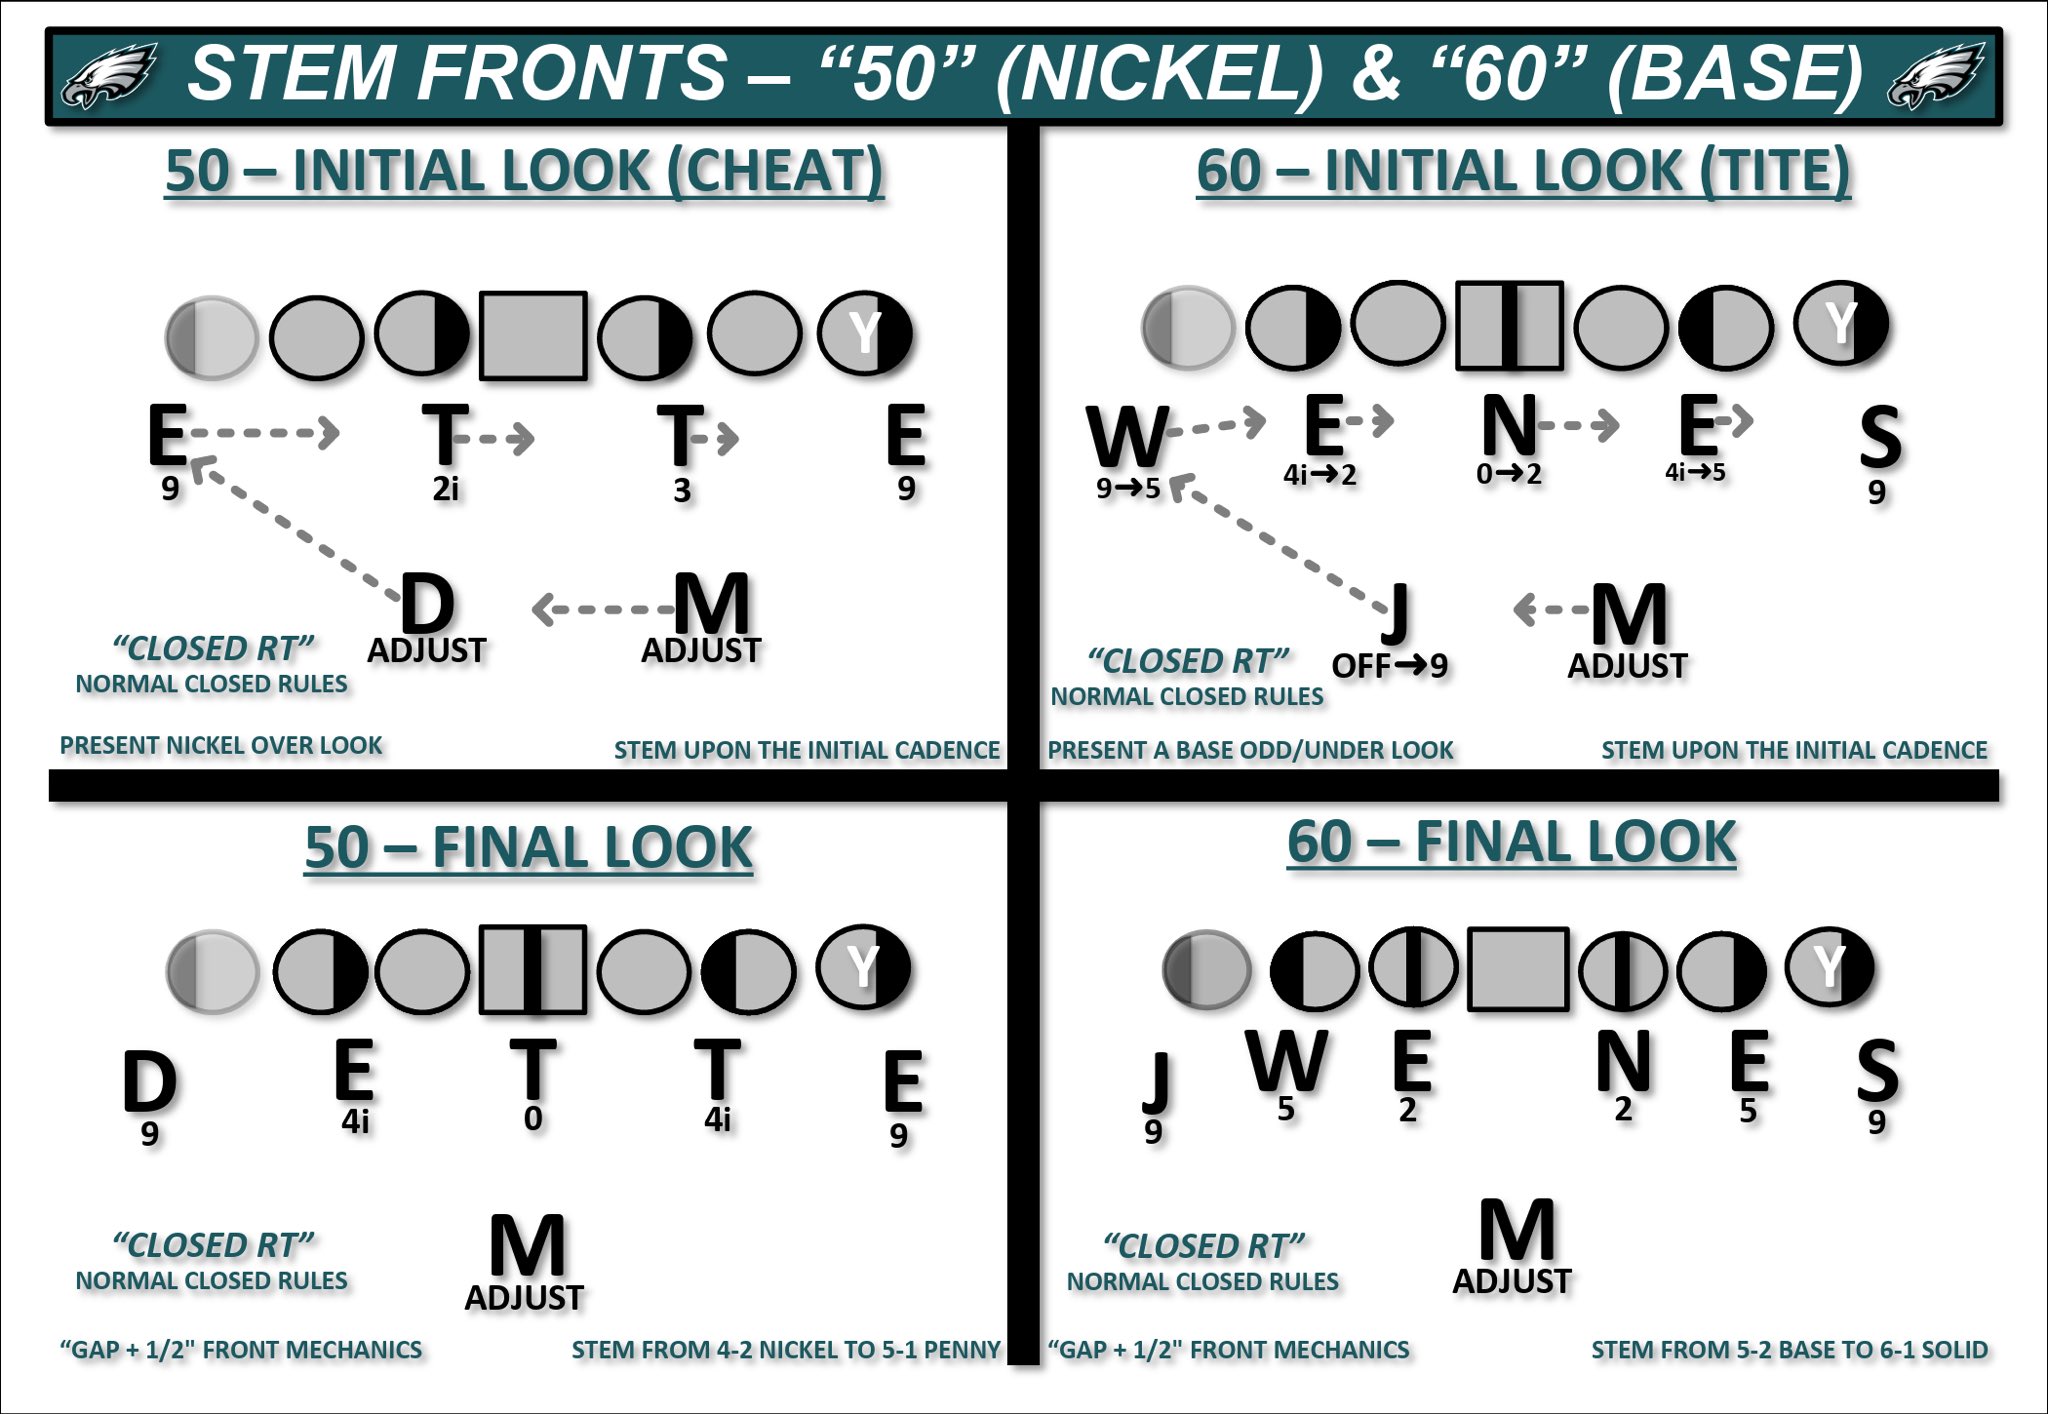 STEM FRONTS – “50” (NICKEL) & “60” (BASE)
50 – INITIAL LOOK (CHEAT)
Y
E T T E
9 2i 3 9
D M
ADJUST ADJUST
“CLOSED RT”
NORMAL CLOSED RULES
PRESENT NICKEL OVER LOOK
STEM UPON THE INITIAL CADENCE
60 – INITIAL LOOK (TITE)
Y
W E N E S
9→5 4i→2 0→2 4i→5 9
J M
OFF→9 ADJUST
“CLOSED RT”
NORMAL CLOSED RULES
PRESENT A BASE ODD/UNDER LOOK
STEM UPON THE INITIAL CADENCE
50 – FINAL LOOK
Y
D E T T E
9 4i 0 4i 9
M
ADJUST
“CLOSED RT”
NORMAL CLOSED RULES
“GAP + 1/2" FRONT MECHANICS
STEM FROM 4-2 NICKEL TO 5-1 PENNY
60 – FINAL LOOK
Y
J W E N E S
9 5 2 2 5 9
M
ADJUST
“CLOSED RT”
NORMAL CLOSED RULES
“GAP + 1/2" FRONT MECHANICS
STEM FROM 5-2 BASE TO 6-1 SOLID